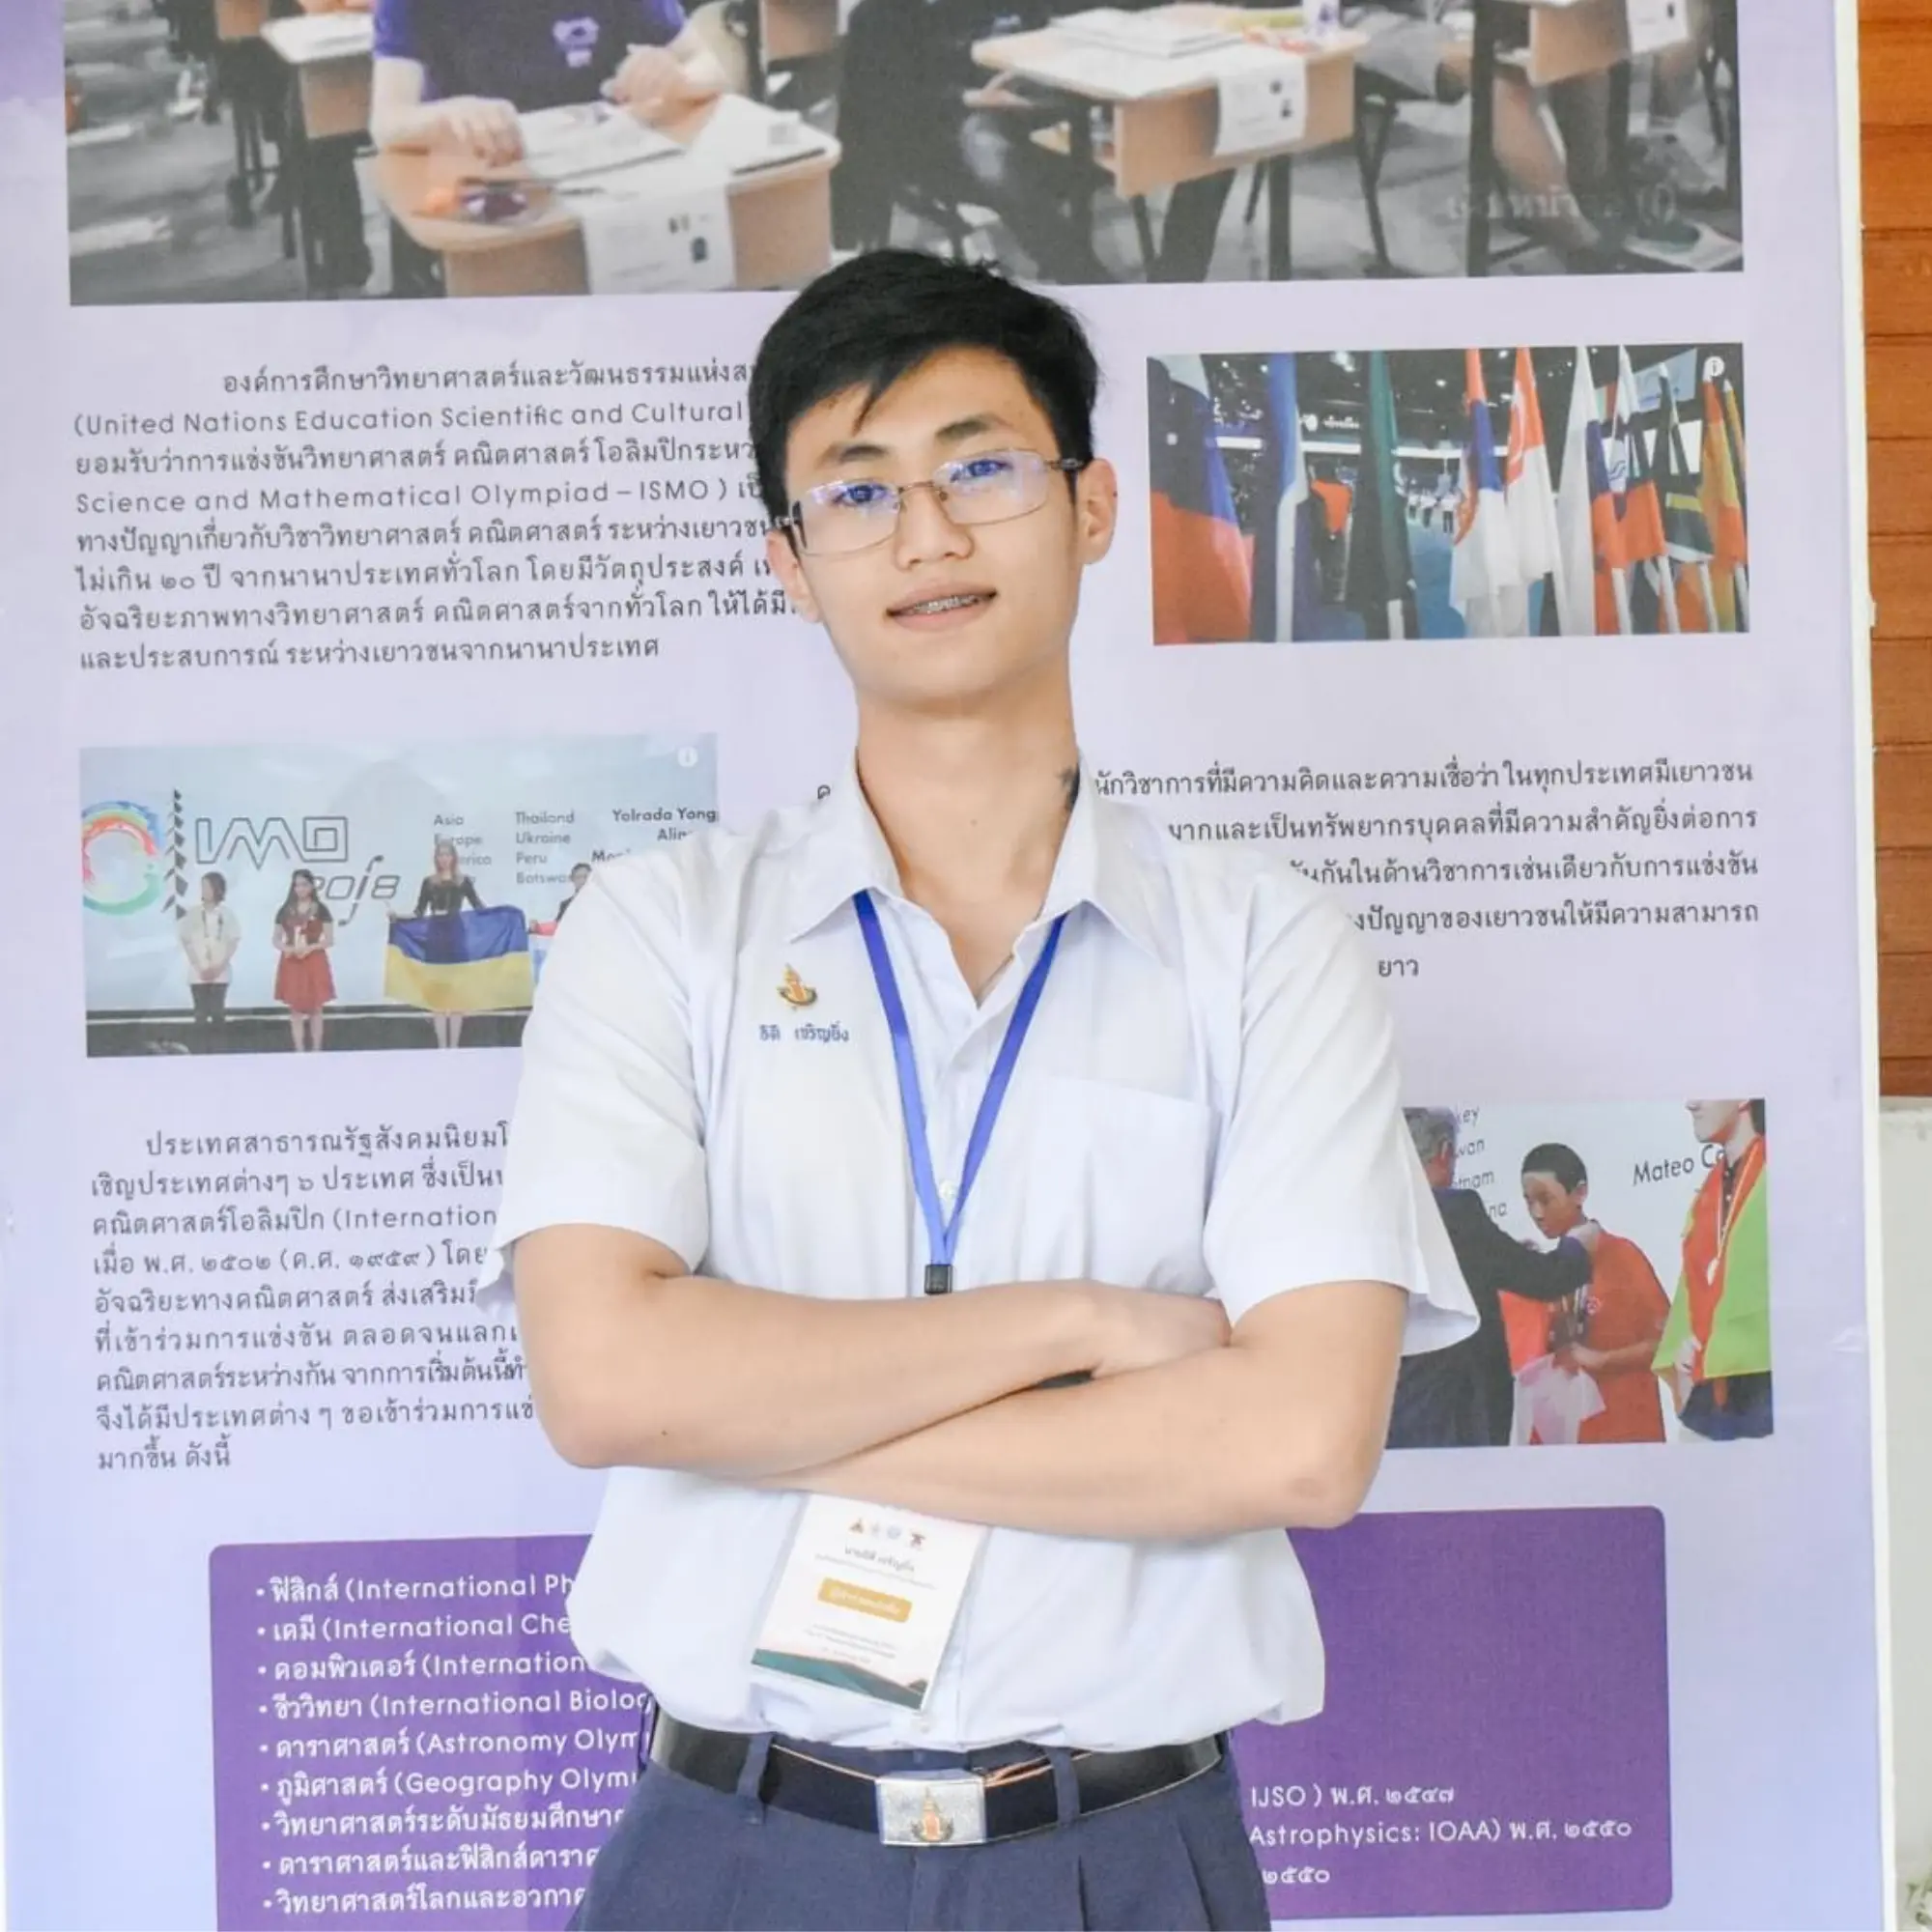 องค์การศึกษาวิทยาศาสตร์และวัฒนธรรมแห่งส
(United Nations Education Scientific and Cultural
ยอมรับว่าการแข่งขันวิทยาศาสตร์ คณิตศาสตร์ โอลิมปิกระหว
Science and Mathematical Olympiad – ISMO ) เป็
ทางปัญญาเกี่ยวกับวิชาวิทยาศาสตร์ คณิตศาสตร์ ระหว่างเยาวชน
ไม่เกิน ๒๐ ปี จากนานาประเทศทั่วโลก โดยมีวัตถุประสงค์ เ
อัจฉริยะภาพทางวิทยาศาสตร์ คณิตศาสตร์จากทั่วโลก ให้ได้มี
และประสบการณ์ ระหว่างเยาวชนจากนานาประเทศ
IMO 2018
Asia
Thailand
Ukraine
Peru
Botswa
Yolrada Yong
นักวิชาการที่มีความคิดและความเชื่อว่า ในทุกประเทศมีเยาวชน
มากและเป็นทรัพยากรบุคคลที่มีความสำคัญยิ่งต่อการ
กันในด้านวิชาการเช่นเดียวกับการแข่งขัน
ปัญญาของเยาวชนให้มีความสามารถ
ยาว
ธิติ เจริญยิ่ง
ประเทศสาธารณรัฐสังคมนิยมโ
เชิญประเทศต่างๆ ๖ ประเทศ ซึ่งเป็น
คณิตศาสตร์โอลิมปิก (Internation
เมื่อ พ.ศ. ๒๕๐๒ (ค.ศ. ๑๙๕๙) โดย
อัจฉริยะทางคณิตศาสตร์ ส่งเสริมมิ
ที่เข้าร่วมการแข่งขัน ตลอดจนแลก
คณิตศาสตร์ระหว่างกัน จากการเริ่มต้นนี้ทำ
จึงได้มีประเทศต่าง ๆ ขอเข้าร่วมการแข่
มากขึ้น ดังนี้
Mateo C
นายธิติ เจริญยิ่ง
• ฟิสิกส์ (International Ph
• เคมี (International Che
• คอมพิวเตอร์ (Internation
• ชีววิทยา (International Biolog
• ดาราศาสตร์ (Astronomy Olym
• ภูมิศาสตร์ (Geography Olym
• วิทยาศาสตร์ระดับมัธยมศึกษา
IJSO ) พ.ศ. ๒๕๔๗
• ดาราศาสตร์และฟิสิกส์ดารา
Astrophysics: IOAA) พ.ศ. ๒๕๕๐
• วิทยาศาสตร์โลกและอวกา
๒๕๕๐